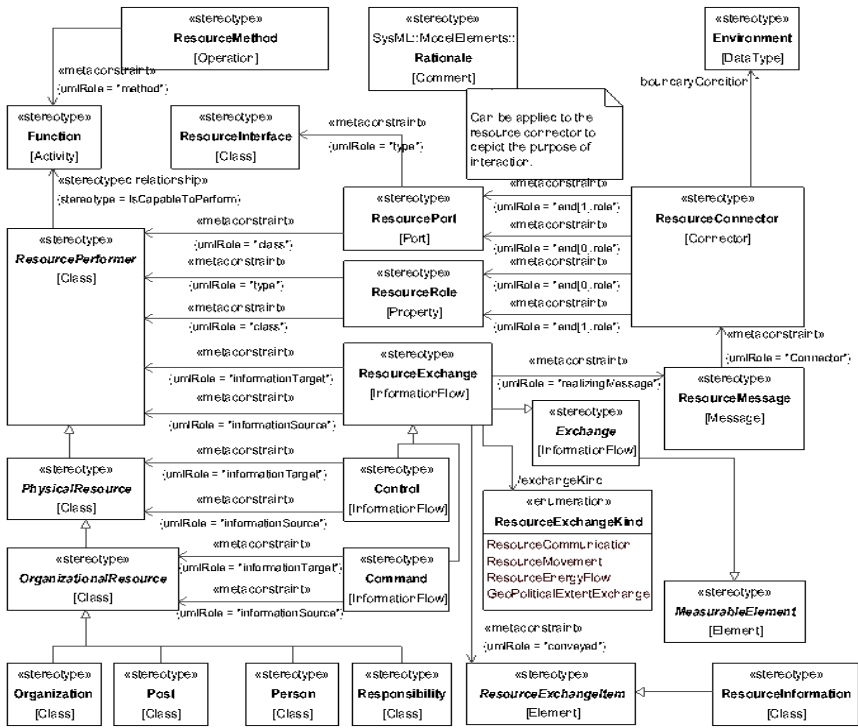 «stereotype»
ResourceMethod
[Operation]
«stereotype»
SysML::ModelElements::
Rationale
[Comment]
«stereotype»
Environment
[DataType]
«metaconstraint»
{umlRole = "method"}
boundaryCondition *
Can be applied to the
resource connector to
depict the purpose of
interaction.
«stereotype»
Function
[Activity]
«stereotype»
ResourceInterface
[Class]
«metaconstraint»
{umlRole = "type"}
«stereotyped relationship»
{stereotype = IsCapableToPerform}
«stereotype»
ResourcePerformer
[Class]
«metaconstraint»
{umlRole = "class"}
«stereotype»
ResourcePort
[Port]
«metaconstraint»
{umlRole = "end[1].role"}
«metaconstraint»
{umlRole = "end[0].role"}
«stereotype»
ResourceConnector
[Connector]
«metaconstraint»
{umlRole = "type"}
«metaconstraint»
{umlRole = "class"}
«stereotype»
ResourceRole
[Property]
«metaconstraint»
{umlRole = "end[0].role"}
«metaconstraint»
{umlRole = "end[1].role"}
«metaconstraint»
{umlRole = "Connector"}
«metaconstraint»
{umlRole = "informationTarget"}
«metaconstraint»
{umlRole = "informationSource"}
«stereotype»
ResourceExchange
[InformationFlow]
«metaconstraint»
{umlRole = "realizingMessage"}
«stereotype»
ResourceMessage
[Message]
«stereotype»
Exchange
[InformationFlow]
«stereotype»
PhysicalResource
[Class]
«metaconstraint»
{umlRole = "informationTarget"}
«metaconstraint»
{umlRole = "informationSource"}
«stereotype»
Control
[InformationFlow]
/exchangeKind
«enumeration»
ResourceExchangeKind
ResourceCommunication
ResourceMovement
ResourceEnergyFlow
GeoPoliticalExtentExchange
«stereotype»
OrganizationalResource
[Class]
«metaconstraint»
{umlRole = "informationTarget"}
«metaconstraint»
{umlRole = "informationSource"}
«stereotype»
Command
[InformationFlow]
«stereotype»
MeasurableElement
[Element]
«metaconstraint»
{umlRole = "conveyed"}
«stereotype»
Organization
[Class]
«stereotype»
Post
[Class]
«stereotype»
Person
[Class]
«stereotype»
Responsibility
[Class]
«stereotype»
ResourceExchangeItem
[Element]
«stereotype»
ResourceInformation
[Class]